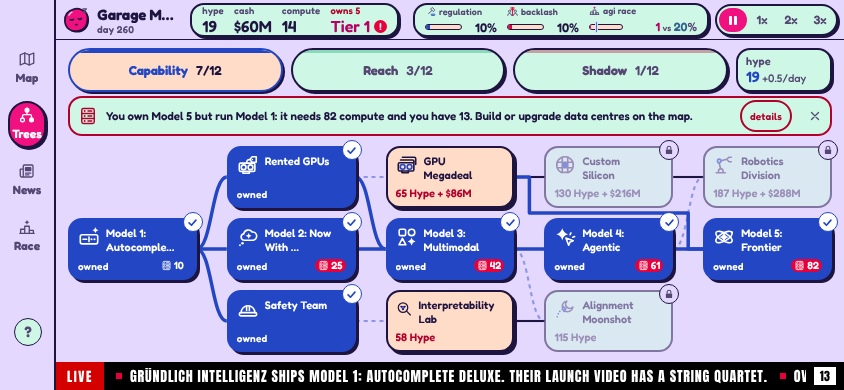 Garage M...
day 260
hype
19
cash
$60M
compute
14
owns 5
Tier 1
regulation
10%
backlash
10%
agi race
1 vs 20%
1x
2x
3x
Map
Trees
News
Race
?
Capability 7/12
Reach 3/12
Shadow 1/12
hype
19 +0.5/day
You own Model 5 but run Model 1: it needs 82 compute and you have 13. Build or upgrade data centres on the map.
details
Rented GPUs
owned
GPU
Megadeal
65 Hype + $86M
Custom
Silicon
130 Hype + $216M
Robotics
Division
187 Hype + $288M
Model 1:
Autocomple...
owned
10
Model 2: Now
With ...
owned
25
Model 3:
Multimodal
owned
42
Model 4:
Agentic
owned
61
Model 5:
Frontier
owned
82
Safety Team
owned
Interpretability
Lab
58 Hype
Alignment
Moonshot
115 Hype
LIVE
GRÜNDLICH INTELLIGENZ SHIPS MODEL 1: AUTOCOMPLETE DELUXE. THEIR LAUNCH VIDEO HAS A STRING QUARTET.
13